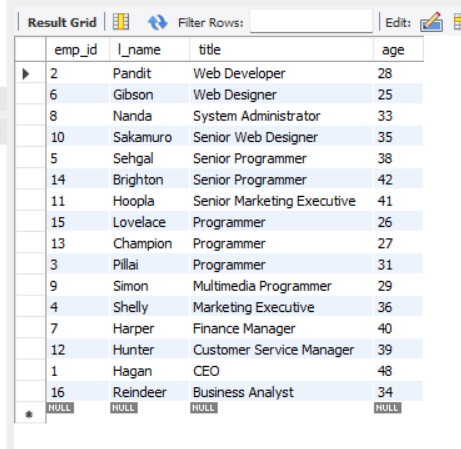 Result Grid Filter Rows: Edit:
emp_id l_name title age
2 Pandit Web Developer 28
6 Gibson Web Designer 25
8 Nanda System Administrator 33
10 Sakamuro Senior Web Designer 35
5 Sehgal Senior Programmer 38
14 Brighton Senior Programmer 42
11 Hoopla Senior Marketing Executive 41
15 Lovelace Programmer 26
13 Champion Programmer 27
3 Pillai Programmer 31
9 Simon Multimedia Programmer 29
4 Shelly Marketing Executive 36
7 Harper Finance Manager 40
12 Hunter Customer Service Manager 39
1 Hagan CEO 48
16 Reindeer Business Analyst 34
NULL NULL NULL NULL